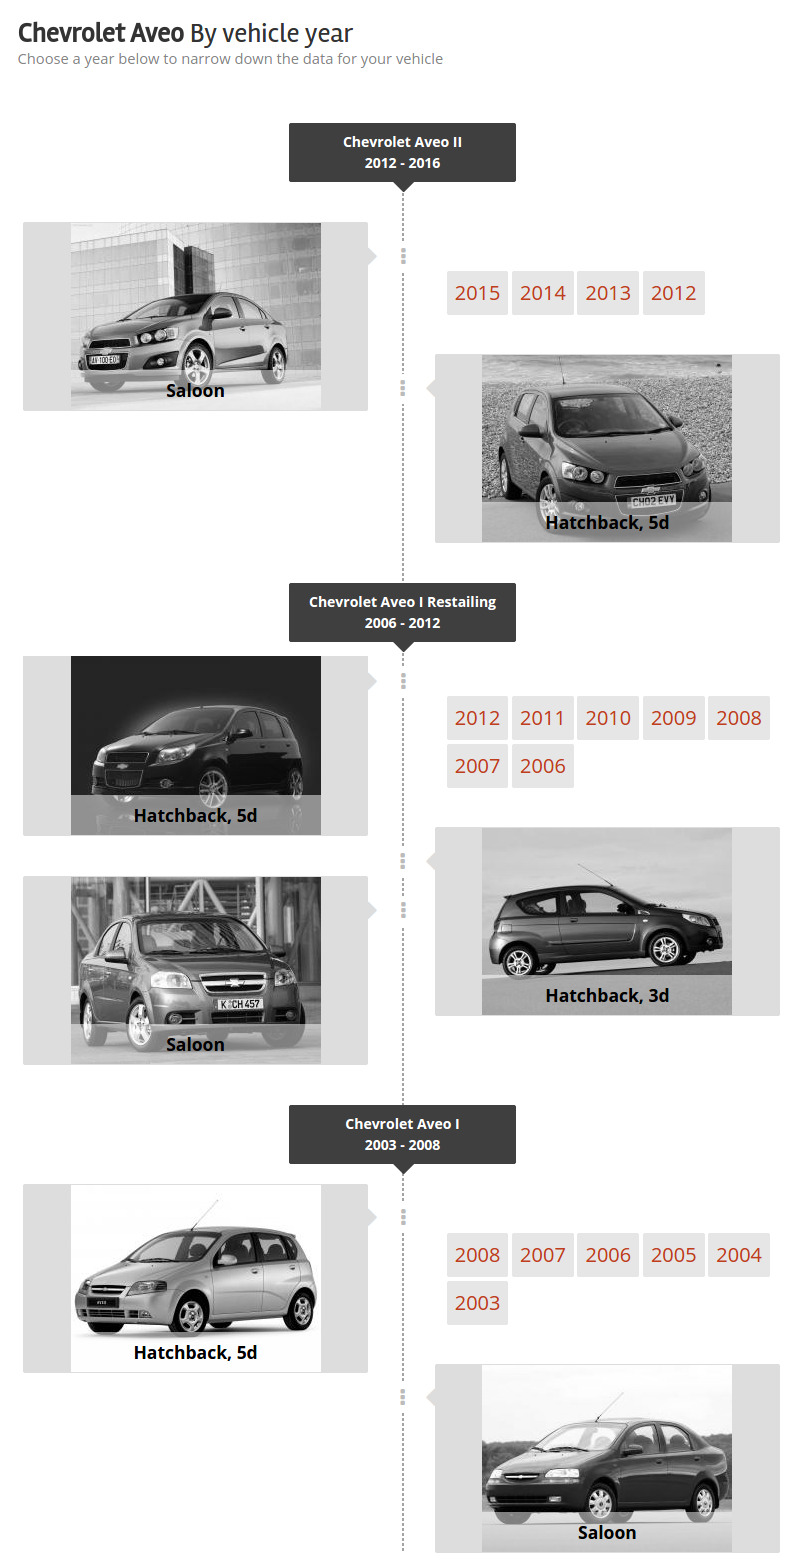 Chevrolet Aveo By vehicle year
Choose a year below to narrow down the data for your vehicle
Chevrolet Aveo II
2012 - 2016
2015 2014 2013 2012
Saloon
CH02 EVY
Hatchback, 5d
Chevrolet Aveo I Restailing
2006 - 2012
2012 2011 2010 2009 2008
2007 2006
Hatchback, 5d
Hatchback, 3d
K CH 457
Saloon
Chevrolet Aveo I
2003 - 2008
2008 2007 2006 2005 2004
2003
AVEO
Hatchback, 5d
Saloon